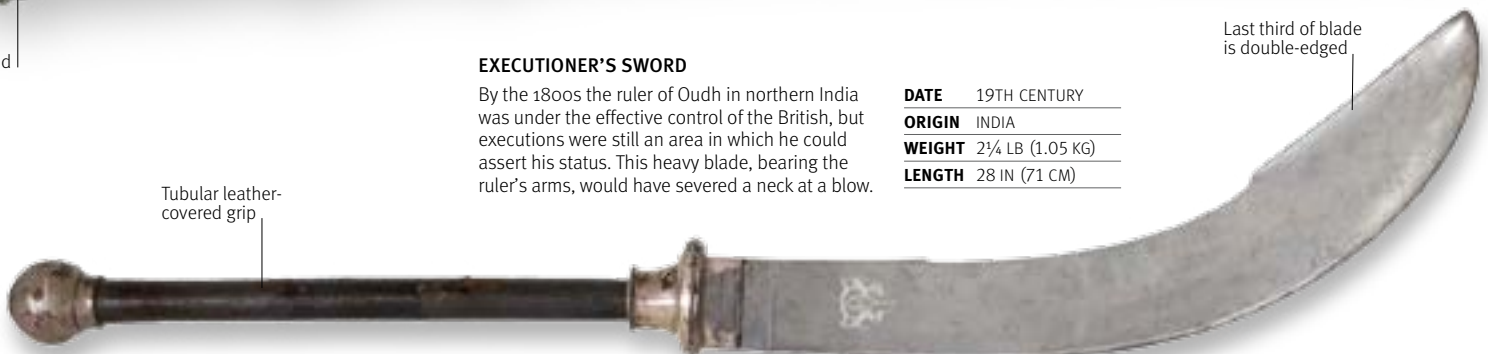 d
Last third of blade
is double-edged
EXECUTIONER'S SWORD
By the 1800s the ruler of Oudh in northern India
was under the effective control of the British, but
executions were still an area in which he could
assert his status. This heavy blade, bearing the
ruler's arms, would have severed a neck at a blow.
DATE 19TH CENTURY
ORIGIN INDIA
WEIGHT 2¼ LB (1.05 KG)
LENGTH 28 IN (71 CM)
Tubular leather-
covered grip